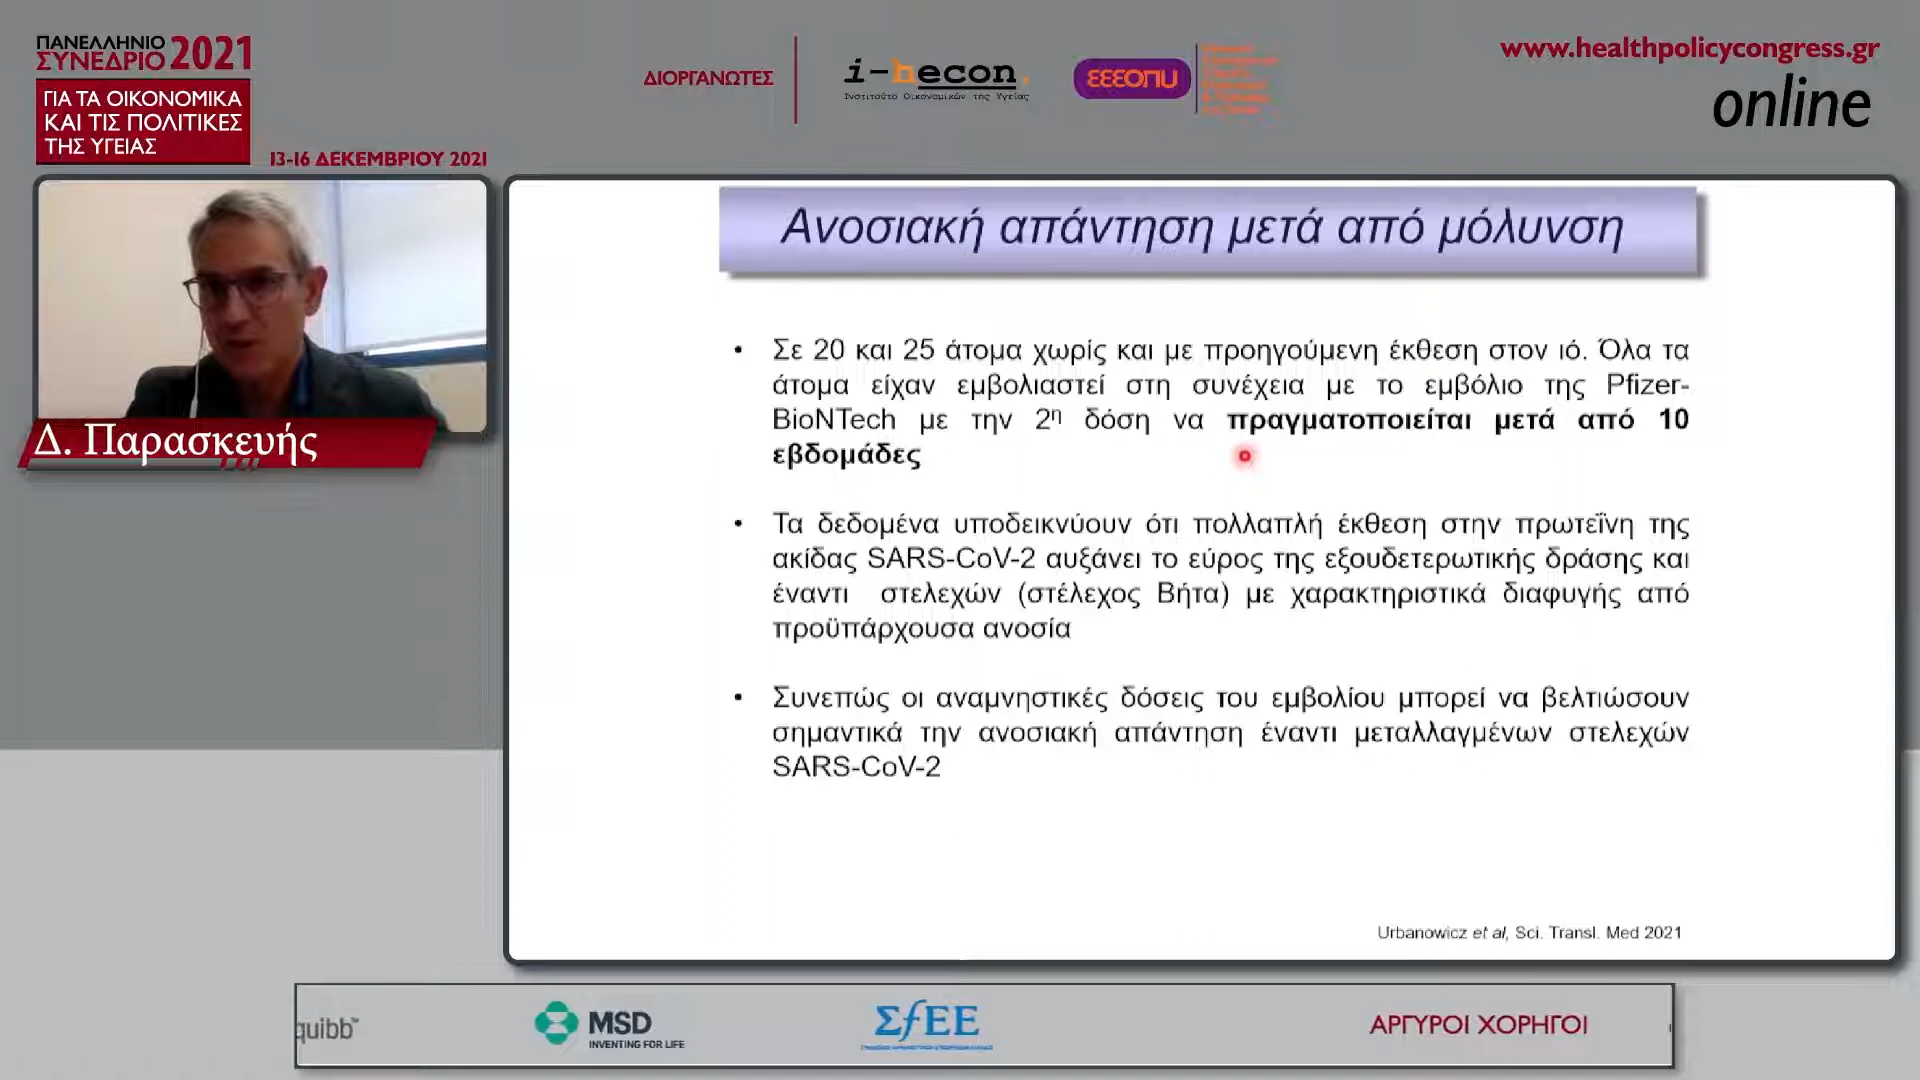 ΠΑΝΕΛΛΗΝΙΟ
ΣΥΝΕΔΡΙΟ 2021
ΓΙΑ ΤΑ ΟΙΚΟΝΟΜΙΚΑ
ΚΑΙ ΤΙΣ ΠΟΛΙΤΙΚΕΣ
ΤΗΣ ΥΓΕΙΑΣ
13-16 ΔΕΚΕΜΒΡΙΟΥ 2021
ΔΙΟΡΓΑΝΩΤΕΣ
i-hecon.
Ινστιτούτο Οικονομικών της Υγείας
ΕΕΕΟΠΥ
www.healthpolicycongress.gr
online
Δ. Παρασκευής
Ανοσιακή απάντηση μετά από μόλυνση
• Σε 20 και 25 άτομα χωρίς και με προηγούμενη έκθεση στον ιό. Όλα τα
άτομα είχαν εμβολιαστεί στη συνέχεια με το εμβόλιο της Pfizer-
BioNTech με την 2η δόση να πραγματοποιείται μετά από 10
εβδομάδες
• Τα δεδομένα υποδεικνύουν ότι πολλαπλή έκθεση στην πρωτεΐνη της
ακίδας SARS-CoV-2 αυξάνει το εύρος της εξουδετερωτικής δράσης και
έναντι στελεχών (στέλεχος Βήτα) με χαρακτηριστικά διαφυγής από
προϋπάρχουσα ανοσία
• Συνεπώς οι αναμνηστικές δόσεις του εμβολίου μπορεί να βελτιώσουν
σημαντικά την ανοσιακή απάντηση έναντι μεταλλαγμένων στελεχών
SARS-CoV-2
Urbanowicz et al, Sci. Transl. Med 2021
quibb™
MSD
INVENTING FOR LIFE
ΣfΕΕ
ΑΡΓΥΡΟΙ ΧΟΡΗΓΟΙ